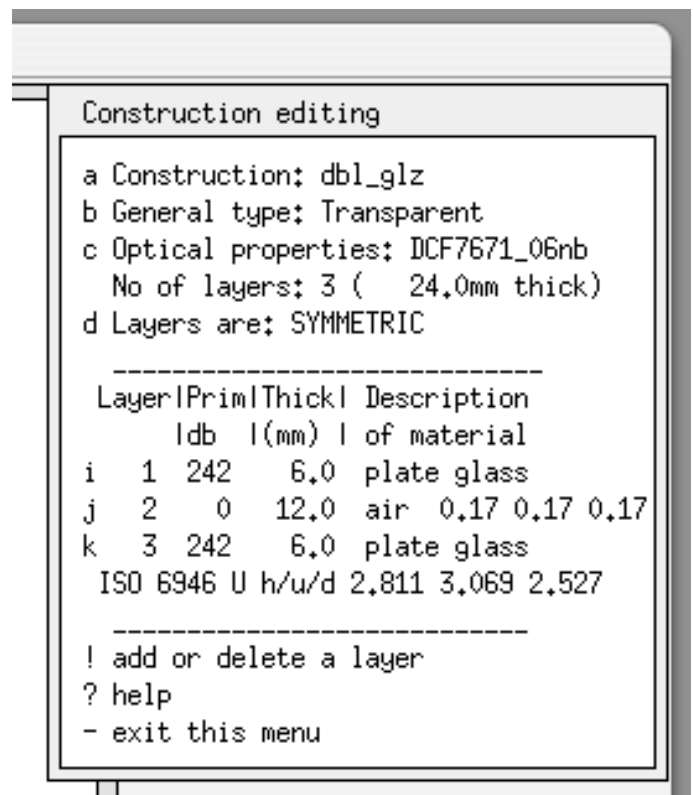 Construction editing
a Construction: dbl_glz
b General type: Transparent
c Optical properties: DCF7671_06nb
No of layers: 3 (   24.0mm thick)
d Layers are: SYMMETRIC
_____________________________
Layer|Prim|Thick| Description
|db  |(mm) | of material
i   1  242    6.0  plate glass
j   2    0   12.0  air  0.17 0.17 0.17
k   3  242    6.0  plate glass
ISO 6946 U h/u/d 2.811 3.069 2.527
____________________________
! add or delete a layer
? help
- exit this menu